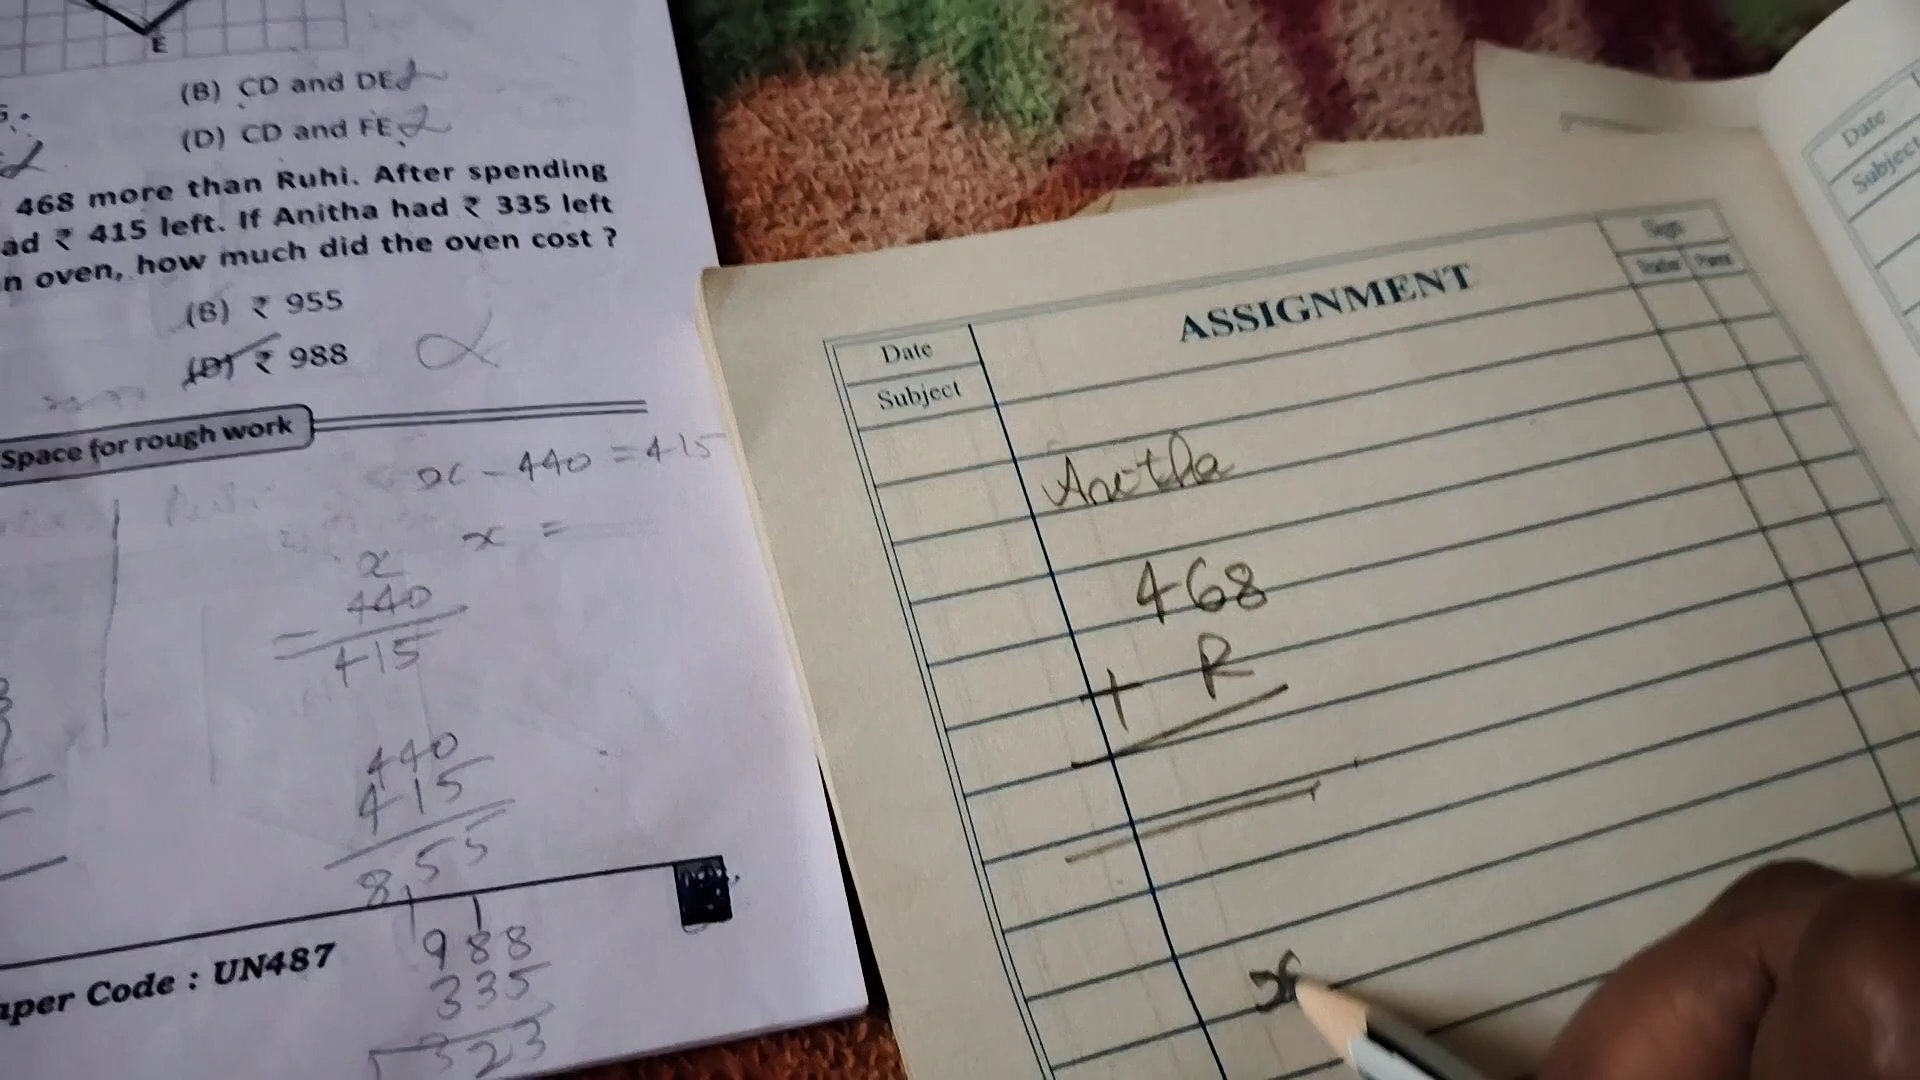 E
(B) CD and DE
(D) CD and FE
468 more than Ruhi. After spending
ad ₹ 415 left. If Anitha had ₹ 335 left
n oven, how much did the oven cost ?
(B) ₹ 955
(D) ₹ 988
Space for rough work
x - 440 = 415
x =
x
440
415
440
415
855
aper Code : UN487
988
335
323
ASSIGNMENT
Sign
Teacher Parent
Date
Subject
Anitha
468
+ R
x
Date
Subject